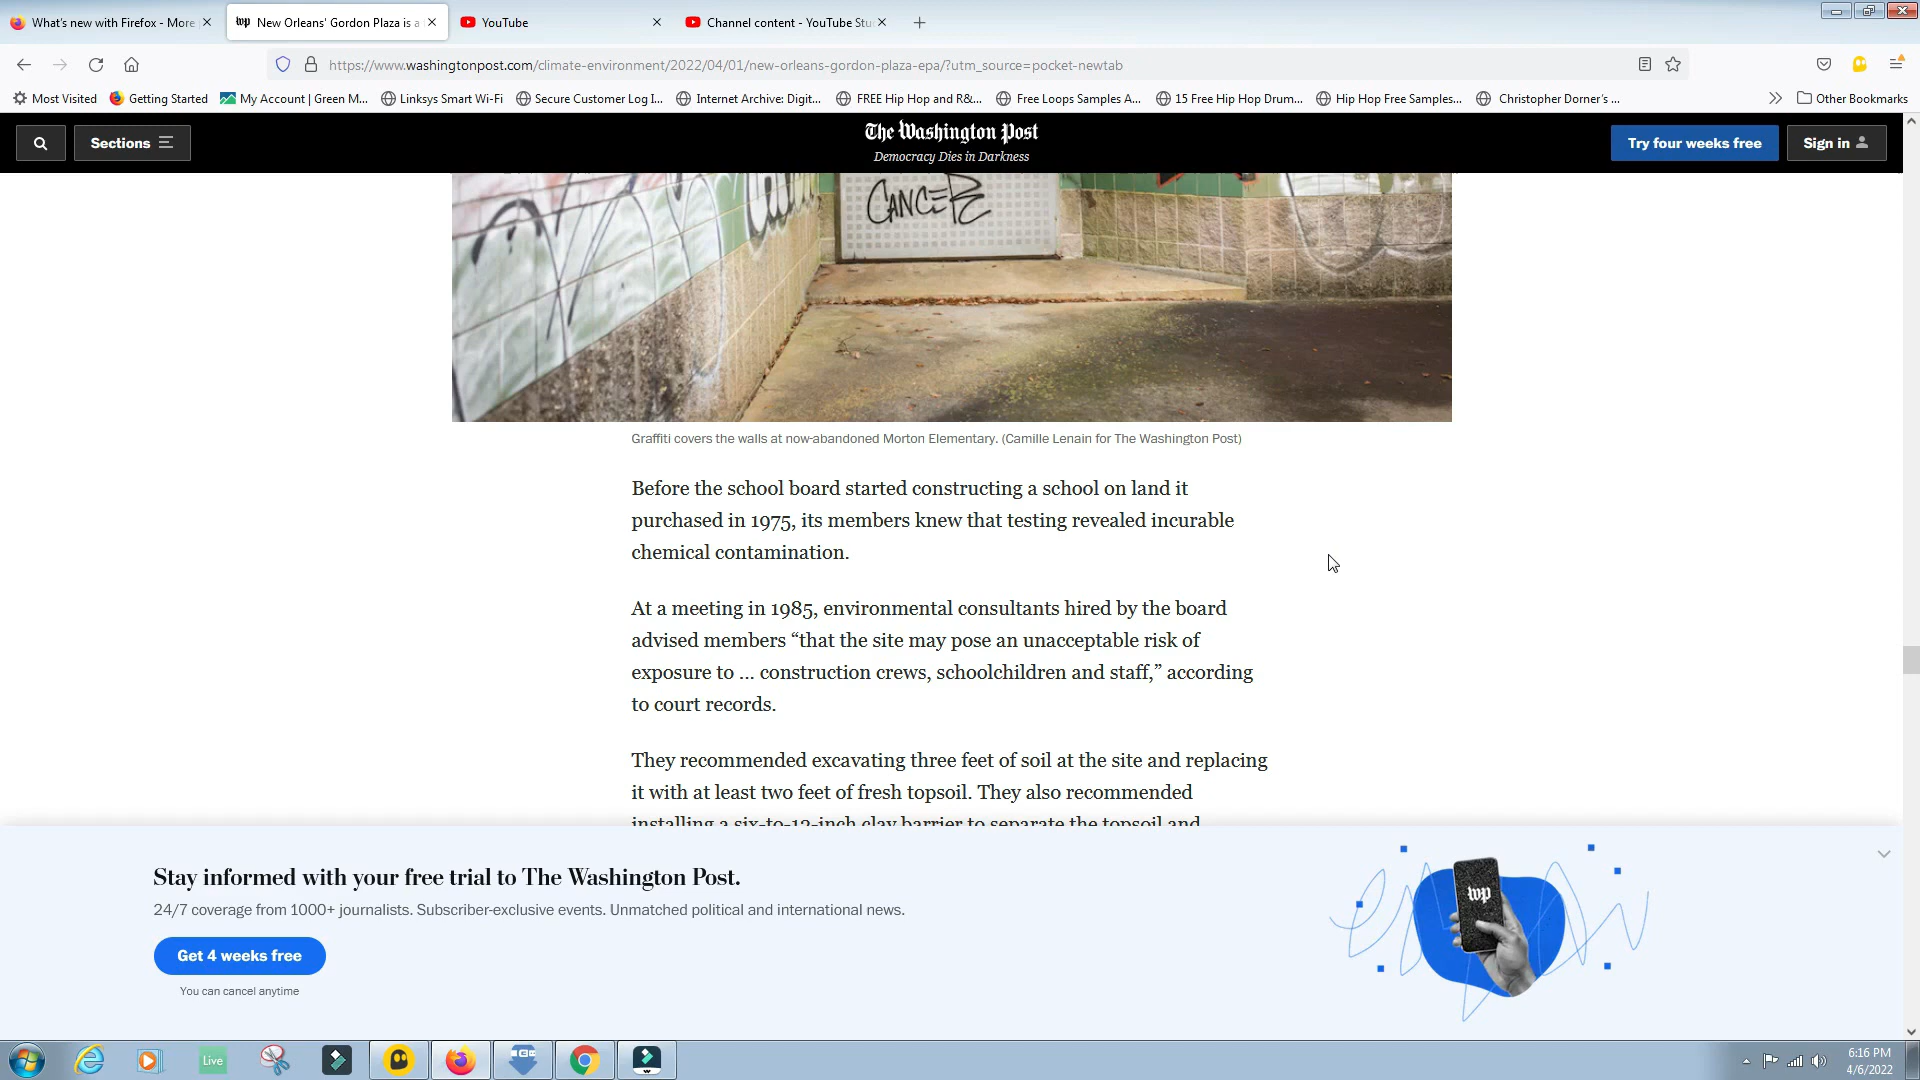 What's new with Firefox - More
New Orleans' Gordon Plaza is a
YouTube
Channel content - YouTube Stu
https://www.washingtonpost.com/climate-environment/2022/04/01/new-orleans-gordon-plaza-epa/?utm_source=pocket-newtab
Most Visited
Getting Started
My Account | Green M...
Linksys Smart Wi-Fi
Secure Customer Log I...
Internet Archive: Digit...
FREE Hip Hop and R&...
Free Loops Samples A...
15 Free Hip Hop Drum...
Hip Hop Free Samples...
Christopher Dorner's ...
Other Bookmarks
Sections
The Washington Post
Democracy Dies in Darkness
Try four weeks free
Sign in
CANCER
Graffiti covers the walls at now-abandoned Morton Elementary. (Camille Lenain for The Washington Post)
Before the school board started constructing a school on land it
purchased in 1975, its members knew that testing revealed incurable
chemical contamination.
At a meeting in 1985, environmental consultants hired by the board
advised members “that the site may pose an unacceptable risk of
exposure to ... construction crews, schoolchildren and staff,” according
to court records.
They recommended excavating three feet of soil at the site and replacing
it with at least two feet of fresh topsoil. They also recommended
installing a six-to-12-inch clay barrier to separate the topsoil and
Stay informed with your free trial to The Washington Post.
24/7 coverage from 1000+ journalists. Subscriber-exclusive events. Unmatched political and international news.
wp
Get 4 weeks free
You can cancel anytime
Live
6:16 PM
4/6/2022